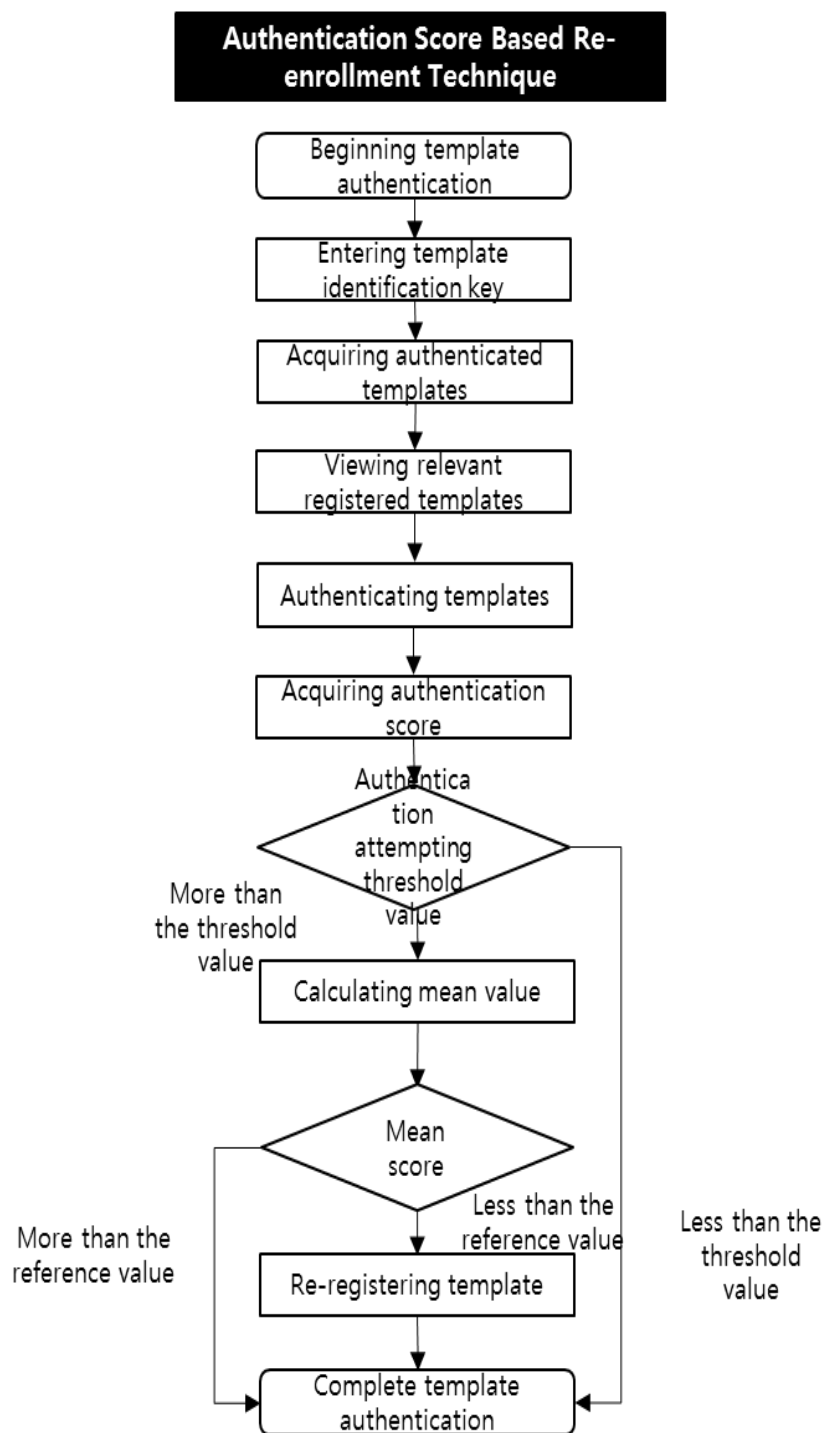 Authentication Score Based Re-
enrollment Technique
Beginning template
authentication
Entering template
identification key
Acquiring authenticated
templates
Viewing relevant
registered templates
Authenticating templates
Acquiring authentication
score
Authentica
tion
attempting
threshold
value
More than
the threshold
value
Calculating mean value
Mean
score
Less than the
reference value
More than the
reference value
Less than the
threshold
value
Re-registering template
Complete template
authentication